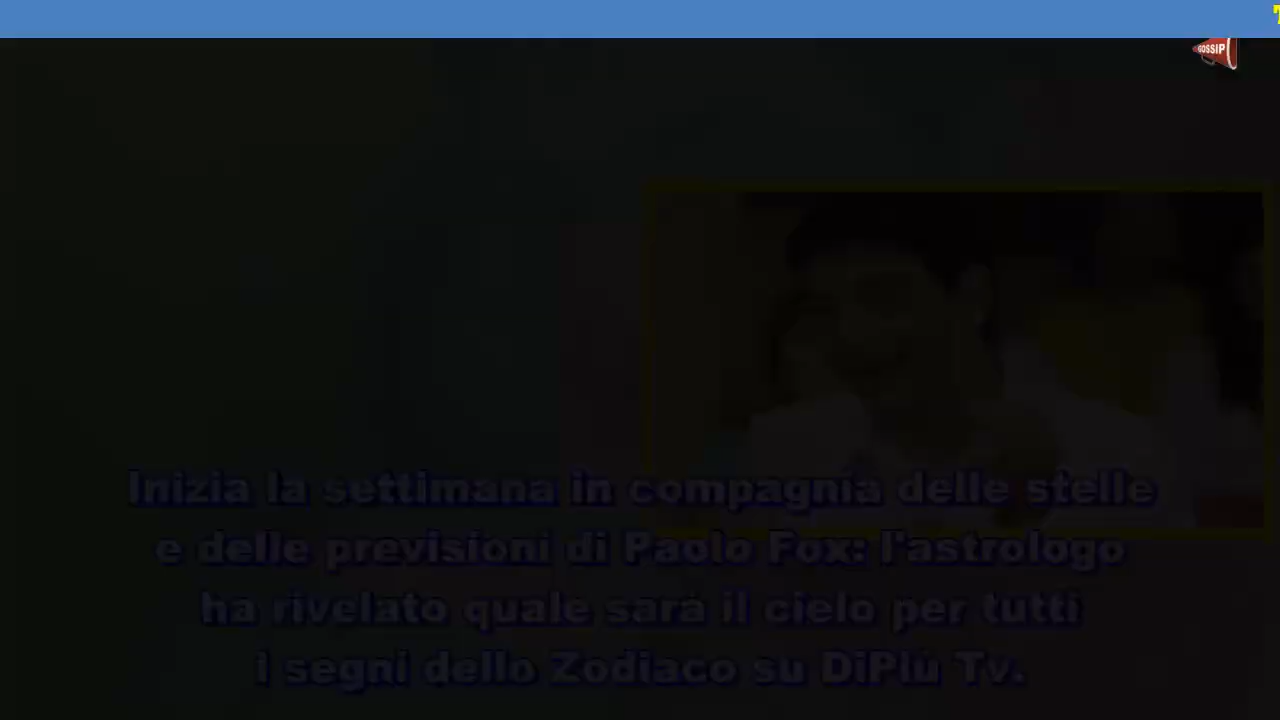 GOSSIP
Inizia la settimana in compagnia delle stelle
e delle previsioni di Paolo Fox: l'astrologo
ha rivelato quale sarà il cielo per tutti
i segni dello Zodiaco su DiPiù Tv.